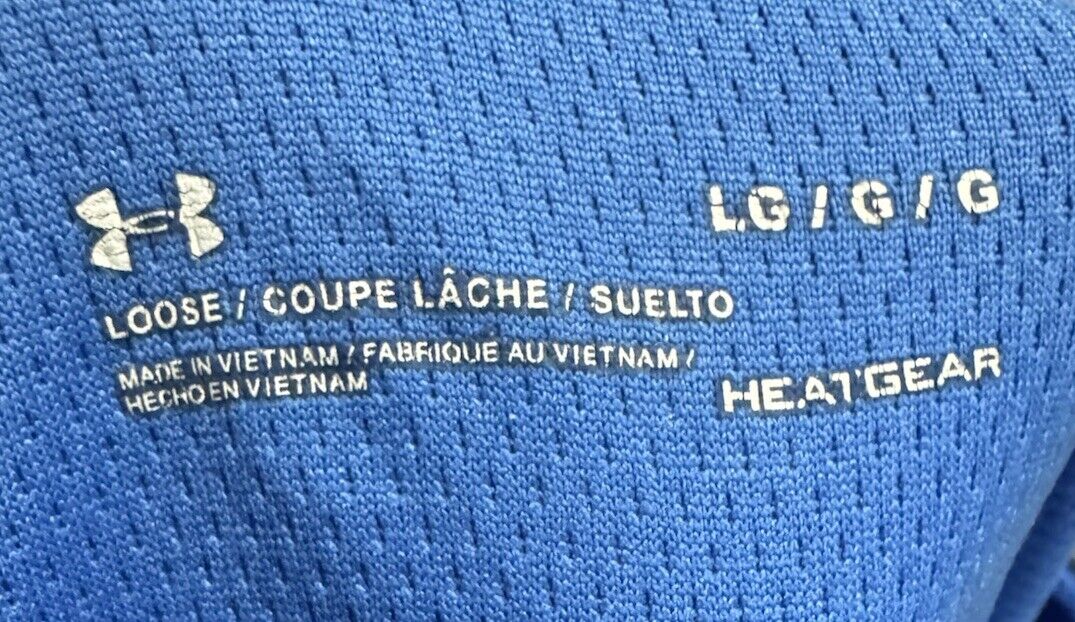 LG / G / G
LOOSE / COUPE LÂCHE / SUELTO
MADE IN VIETNAM / FABRIQUE AU VIETNAM /
HECHO EN VIETNAM
HEATGEAR